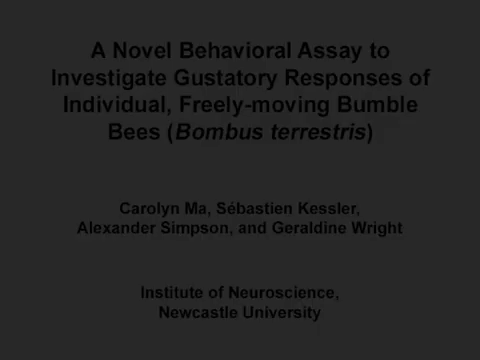 A Novel Behavioral Assay to
Investigate Gustatory Responses of
Individual, Freely-moving Bumble
Bees (Bombus terrestris)
Carolyn Ma, Sébastien Kessler,
Alexander Simpson, and Geraldine Wright
Institute of Neuroscience,
Newcastle University